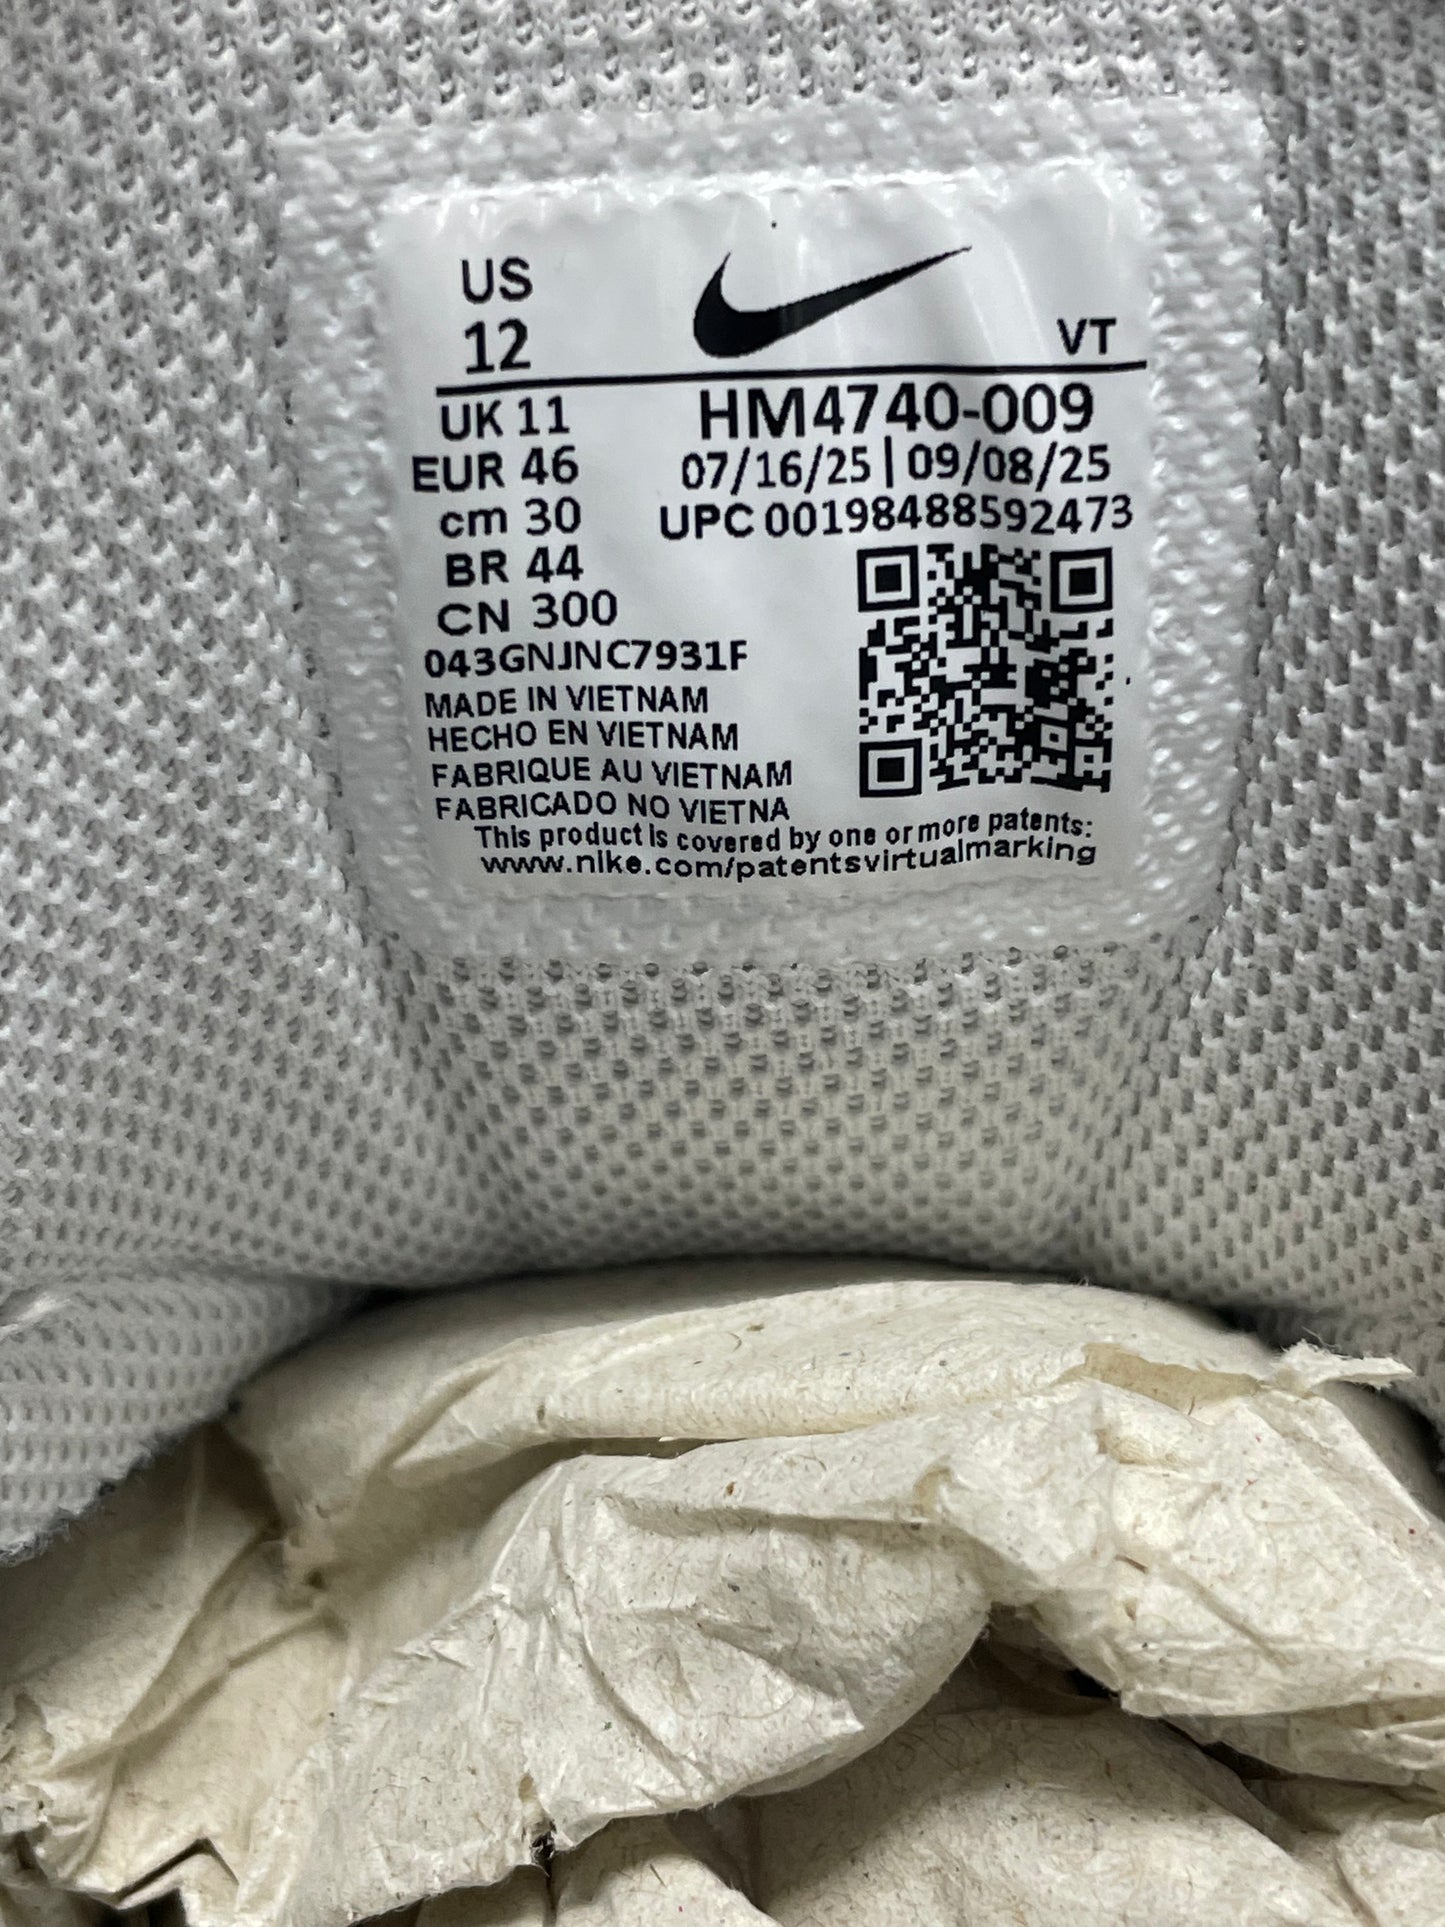 US
12
VT
UK 11
HM4740-009
EUR 46
07/16/25 | 09/08/25
cm 30
UPC 00198488592473
BR 44
CN 300
043GNJNC7931F
MADE IN VIETNAM
HECHO EN VIETNAM
FABRIQUE AU VIETNAM
FABRICADO NO VIETNA
This product is covered by one or more patents:
www.nike.com/patentsvirtualmarking